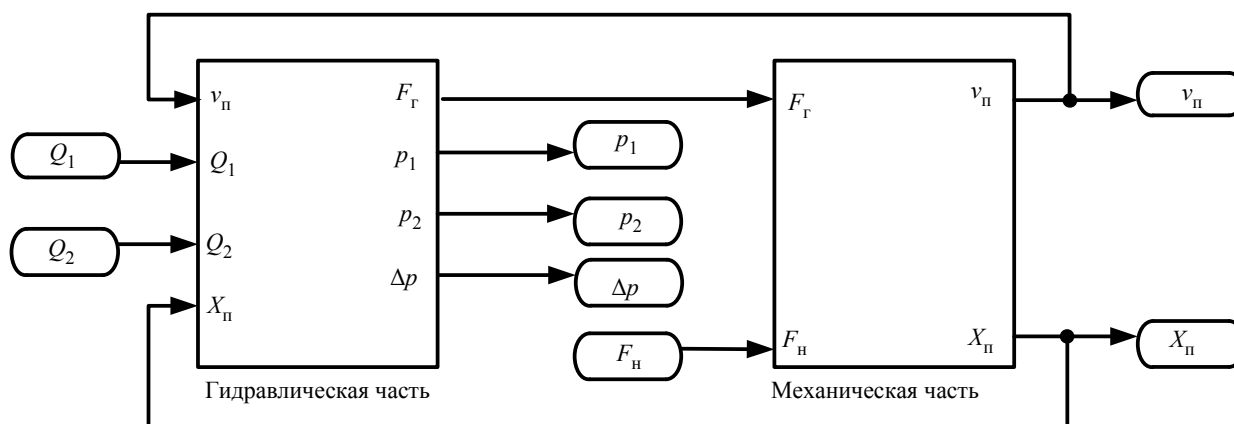 vп
Fг
Fг
vп
vп
Q1
Q1
p1
p1
Q2
Q2
p2
p2
Xп
Δp
Δp
Fн
Fн
Xп
Xп
Гидравлическая часть
Механическая часть